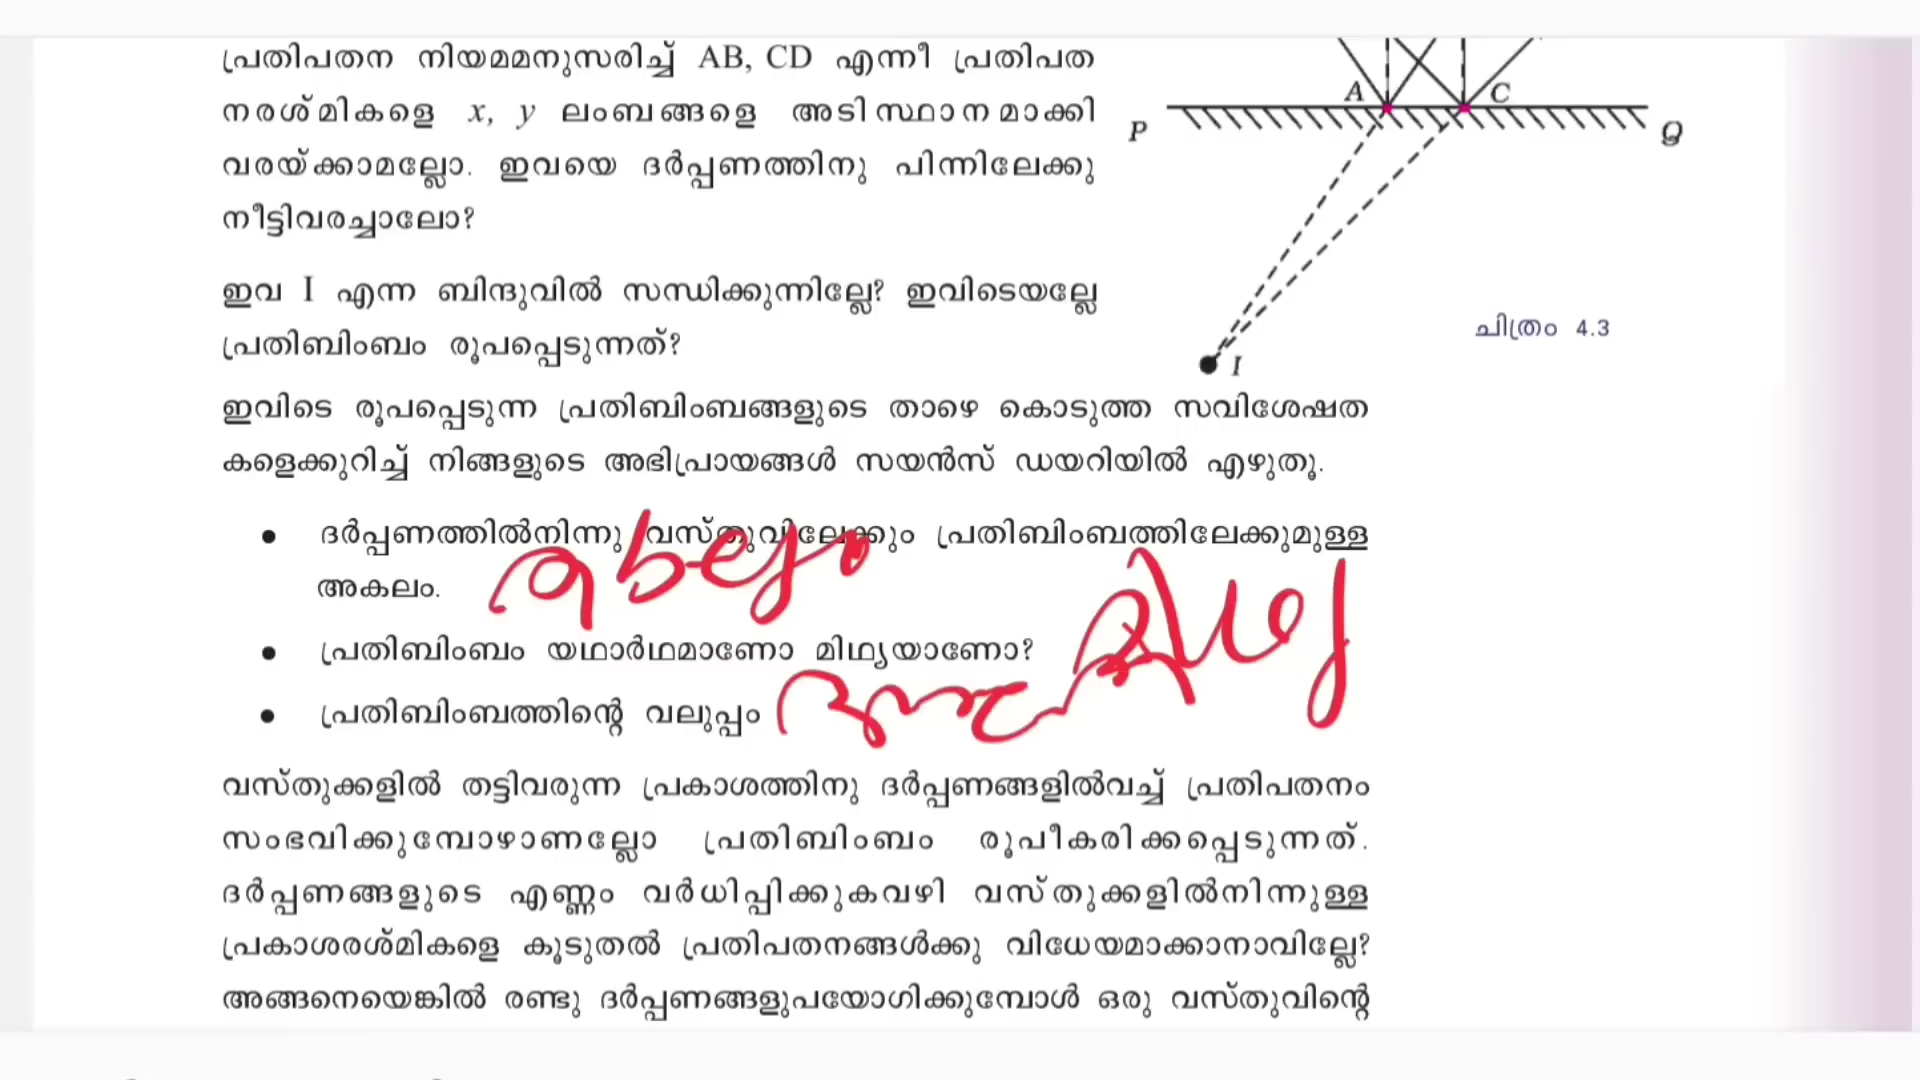 പ്രതിപതന നിയമമനുസരിച്ച് AB, CD എന്നീ പ്രതിപത
നരശ്മികളെ x, y ലംബങ്ങളെ അടിസ്ഥാനമാക്കി
വരയ്ക്കാമല്ലോ. ഇവയെ ദർപ്പണത്തിനു പിന്നിലേക്കു
നീട്ടിവരച്ചാലോ?
ഇവ I എന്ന ബിന്ദുവിൽ സന്ധിക്കുന്നില്ലേ? ഇവിടെയല്ലേ
പ്രതിബിംബം രൂപപ്പെടുന്നത്?
A
C
P
Q
I
ചിത്രം 4.3
ഇവിടെ രൂപപ്പെടുന്ന പ്രതിബിംബങ്ങളുടെ താഴെ കൊടുത്ത സവിശേഷത
കളെക്കുറിച്ച് നിങ്ങളുടെ അഭിപ്രായങ്ങൾ സയൻസ് ഡയറിയിൽ എഴുതൂ.
• ദർപ്പണത്തിൽനിന്നു വസ്തുവിലേക്കും പ്രതിബിംബത്തിലേക്കുമുള്ള
അകലം.
• പ്രതിബിംബം യഥാർഥമാണോ മിഥ്യയാണോ?
മിഥ്യ
• പ്രതിബിംബത്തിന്റെ വലുപ്പം
വസ്തുക്കളിൽ തട്ടിവരുന്ന പ്രകാശത്തിനു ദർപ്പണങ്ങളിൽവച്ച് പ്രതിപതനം
സംഭവിക്കുമ്പോഴാണല്ലോ പ്രതിബിംബം രൂപീകരിക്കപ്പെടുന്നത്.
ദർപ്പണങ്ങളുടെ എണ്ണം വർധിപ്പിക്കുകവഴി വസ്തുക്കളിൽനിന്നുള്ള
പ്രകാശരശ്മികളെ കൂടുതൽ പ്രതിപതനങ്ങൾക്കു വിധേയമാക്കാനാവില്ലേ?
അങ്ങനെയെങ്കിൽ രണ്ടു ദർപ്പണങ്ങളുപയോഗിക്കുമ്പോൾ ഒരു വസ്തുവിന്റെ